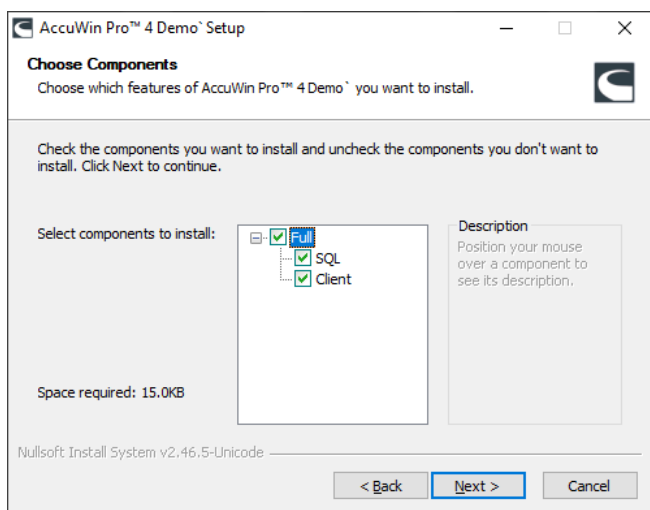 AccuWin Pro™ 4 Demo` Setup
Choose Components
Choose which features of AccuWin Pro™ 4 Demo` you want to install.
Check the components you want to install and uncheck the components you don't want to
install. Click Next to continue.
Select components to install:
Full
SQL
Client
Description
Position your mouse
over a component to
see its description.
Space required: 15.0KB
Nullsoft Install System v2.46.5-Unicode
< Back
Next >
Cancel